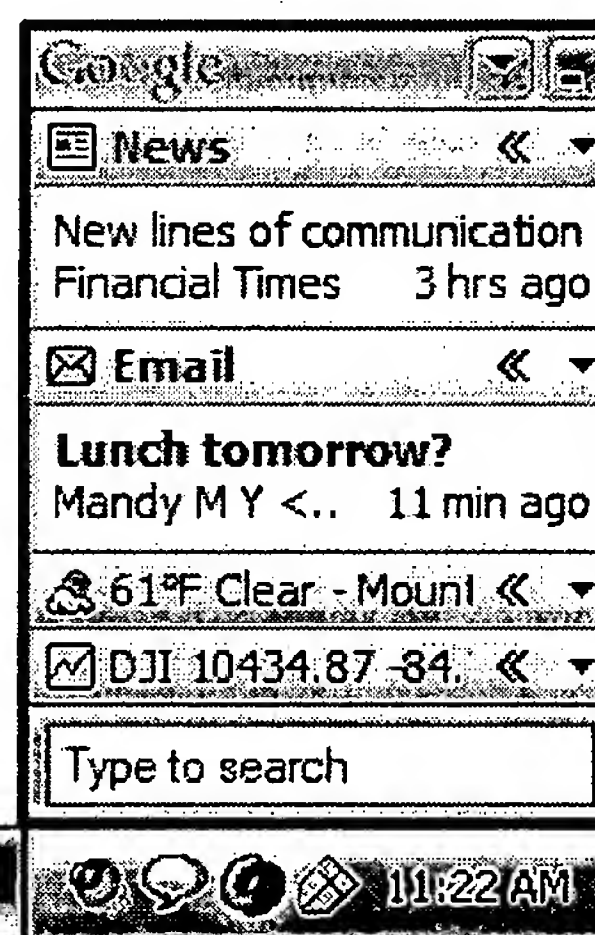 Google
News
New lines of communication
Financial Times 3 hrs ago
Email
Lunch tomorrow?
Mandy M Y <.. 11 min ago
61°F Clear - Mount
DJI 10434.87 -84.
Type to search
11:22 AM